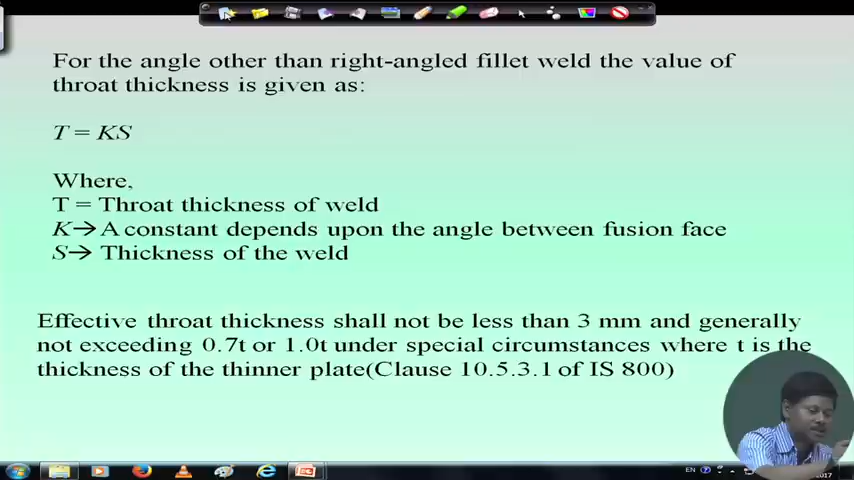 For the angle other than right-angled fillet weld the value of
throat thickness is given as:
T = KS
Where,
T = Throat thickness of weld
K→ A constant depends upon the angle between fusion face
S→ Thickness of the weld
Effective throat thickness shall not be less than 3 mm and generally
not exceeding 0.7t or 1.0t under special circumstances where t is the
thickness of the thinner plate(Clause 10.5.3.1 of IS 800)
EN
2017